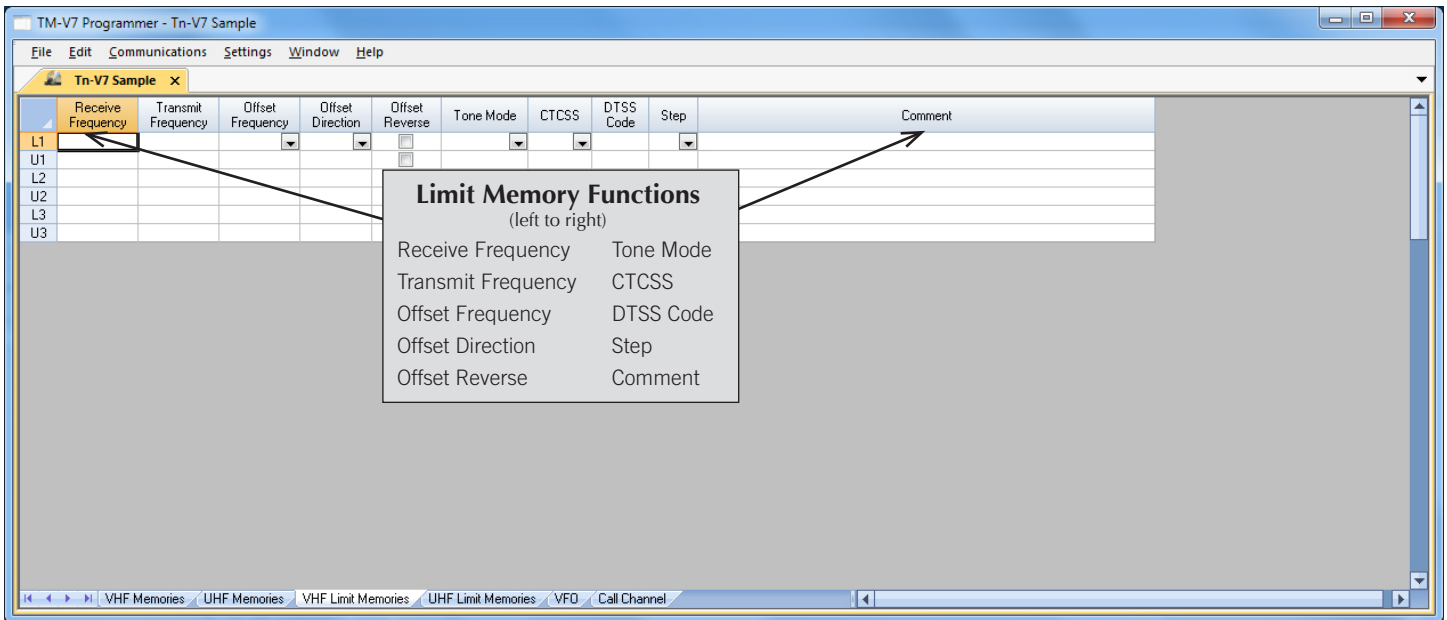 TM-V7 Programmer - Tn-V7 Sample
File Edit Communications Settings Window Help
Tn-V7 Sample X
Receive Frequency Transmit Frequency Offset Frequency Offset Direction Offset Reverse Tone Mode CTCSS DTSS Code Step Comment
L1
U1
L2
U2
L3
U3
Limit Memory Functions
(left to right)
Receive Frequency Tone Mode
Transmit Frequency CTCSS
Offset Frequency DTSS Code
Offset Direction Step
Offset Reverse Comment
VHF Memories UHF Memories VHF Limit Memories UHF Limit Memories VFO Call Channel